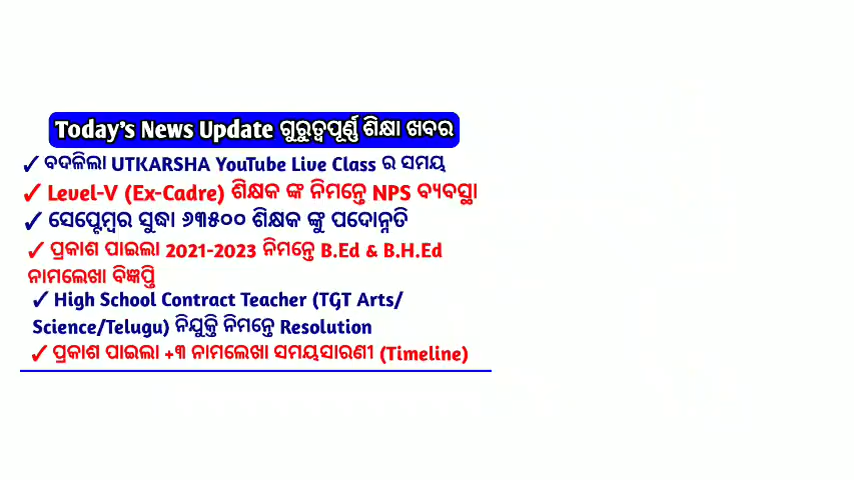 Today's News Update ଗୁରୁତ୍ୱପୂର୍ଣ୍ଣ ଶିକ୍ଷା ଖବର
✓ ବଦଳିଲା UTKARSHA YouTube Live Class ର ସମୟ
✓ Level-V (Ex-Cadre) ଶିକ୍ଷକ ଙ୍କ ନିମନ୍ତେ NPS ବ୍ୟବସ୍ଥା
✓ ସେପ୍ଟେମ୍ବର ସୁଦ୍ଧା ୬୩୫୦୦ ଶିକ୍ଷକ ଙ୍କୁ ପଦୋନ୍ନତି
✓ ପ୍ରକାଶ ପାଇଲା 2021-2023 ନିମନ୍ତେ B.Ed & B.H.Ed
ନାମଲେଖା ବିଜ୍ଞପ୍ତି
✓ High School Contract Teacher (TGT Arts/
Science/Telugu) ନିଯୁକ୍ତି ନିମନ୍ତେ Resolution
✓ ପ୍ରକାଶ ପାଇଲା +୩ ନାମଲେଖା ସମୟସାରଣୀ (Timeline)